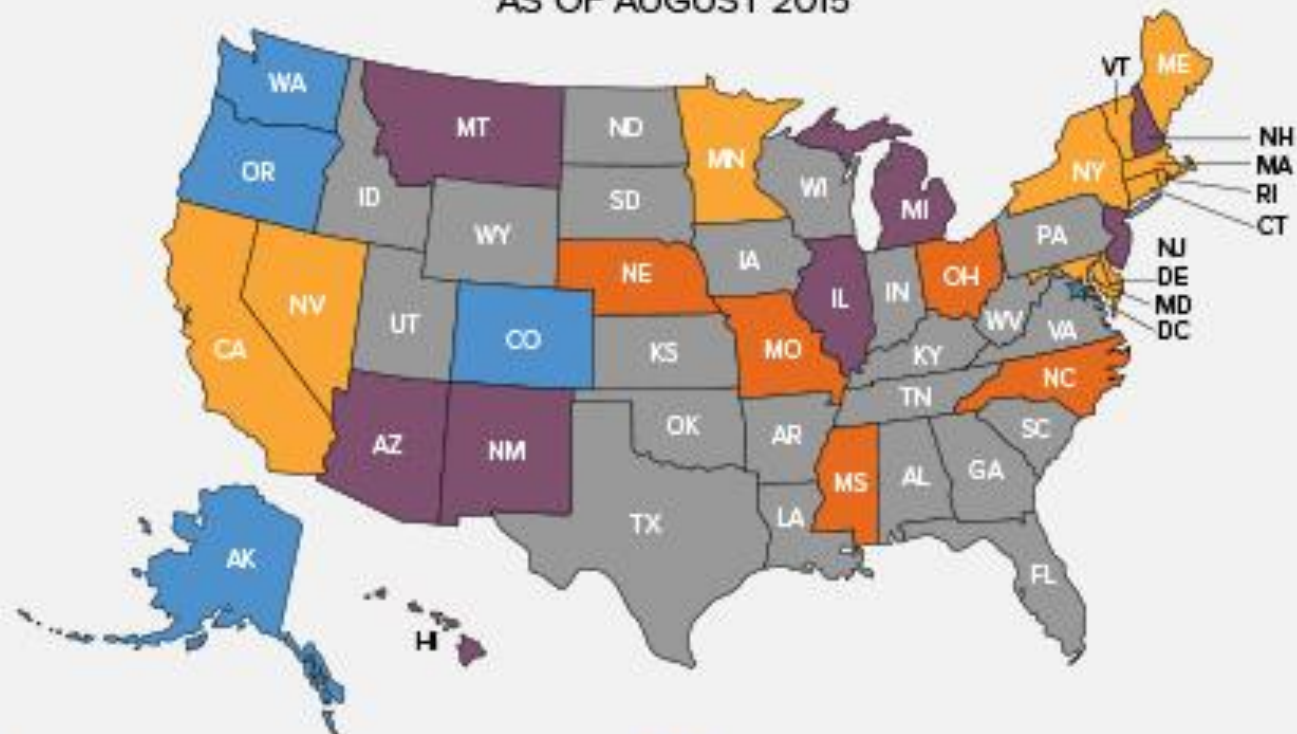 AS OF AUGUST 2015
WA
MT
ND
MN
VT
ME
OR
ID
SD
WI
MI
NY
NH
MA
RI
CT
WY
IA
PA
NJ
DE
MD
DC
NE
NV
UT
CO
IL
IN
OH
WV
VA
CA
KS
MO
KY
NC
TN
AZ
NM
OK
AR
SC
MS
AL
GA
TX
LA
AK
FL
HI